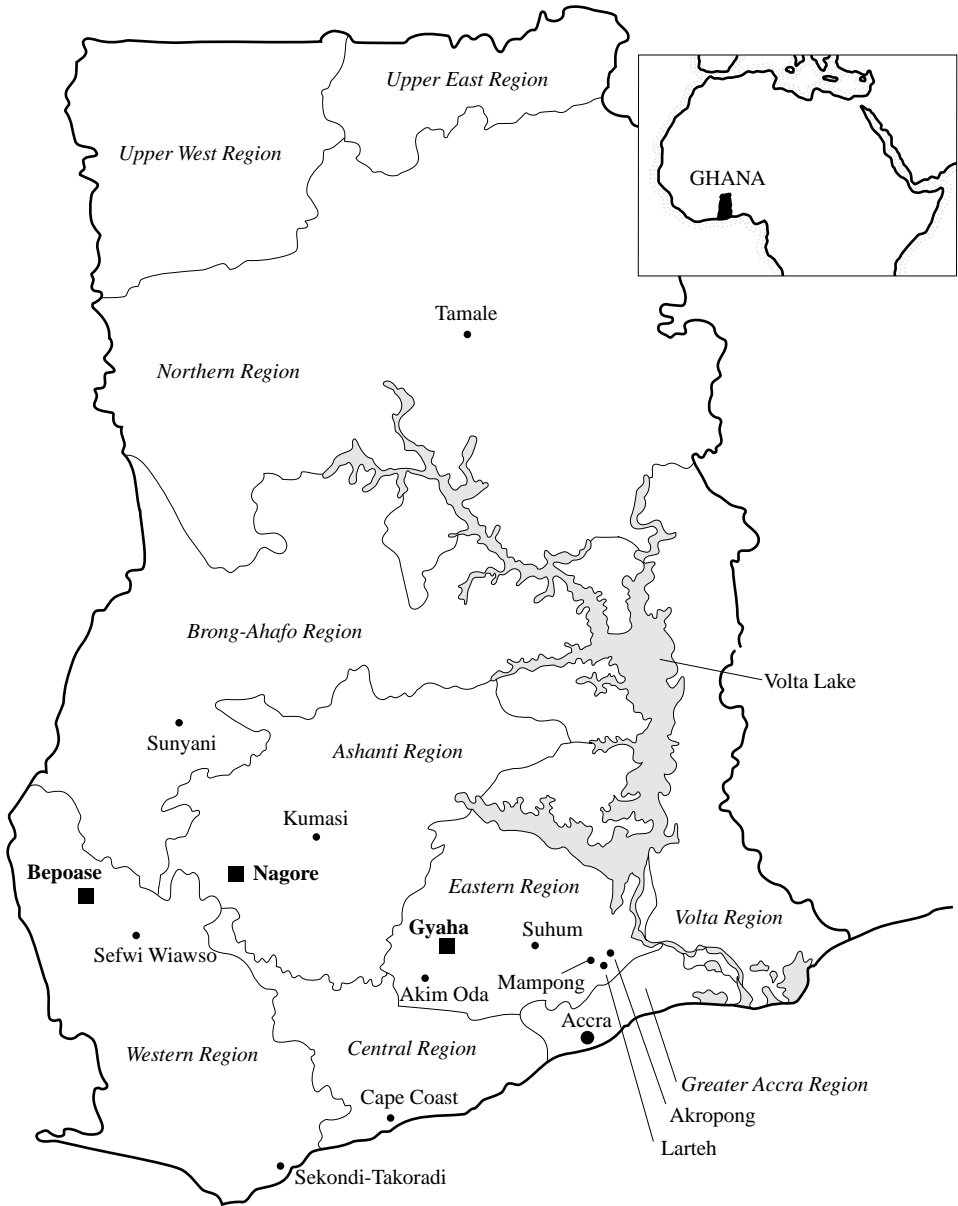 Upper East Region
Upper West Region
GHANA
Tamale
Northern Region
Brong-Ahafo Region
Volta Lake
Sunyani
Ashanti Region
Kumasi
Bepoase
Nagore
Eastern Region
Volta Region
Gyaha
Suhum
Sefwi Wiawso
Mampong
Akim Oda
Accra
Western Region
Central Region
Greater Accra Region
Cape Coast
Akropong
Larteh
Sekondi-Takoradi